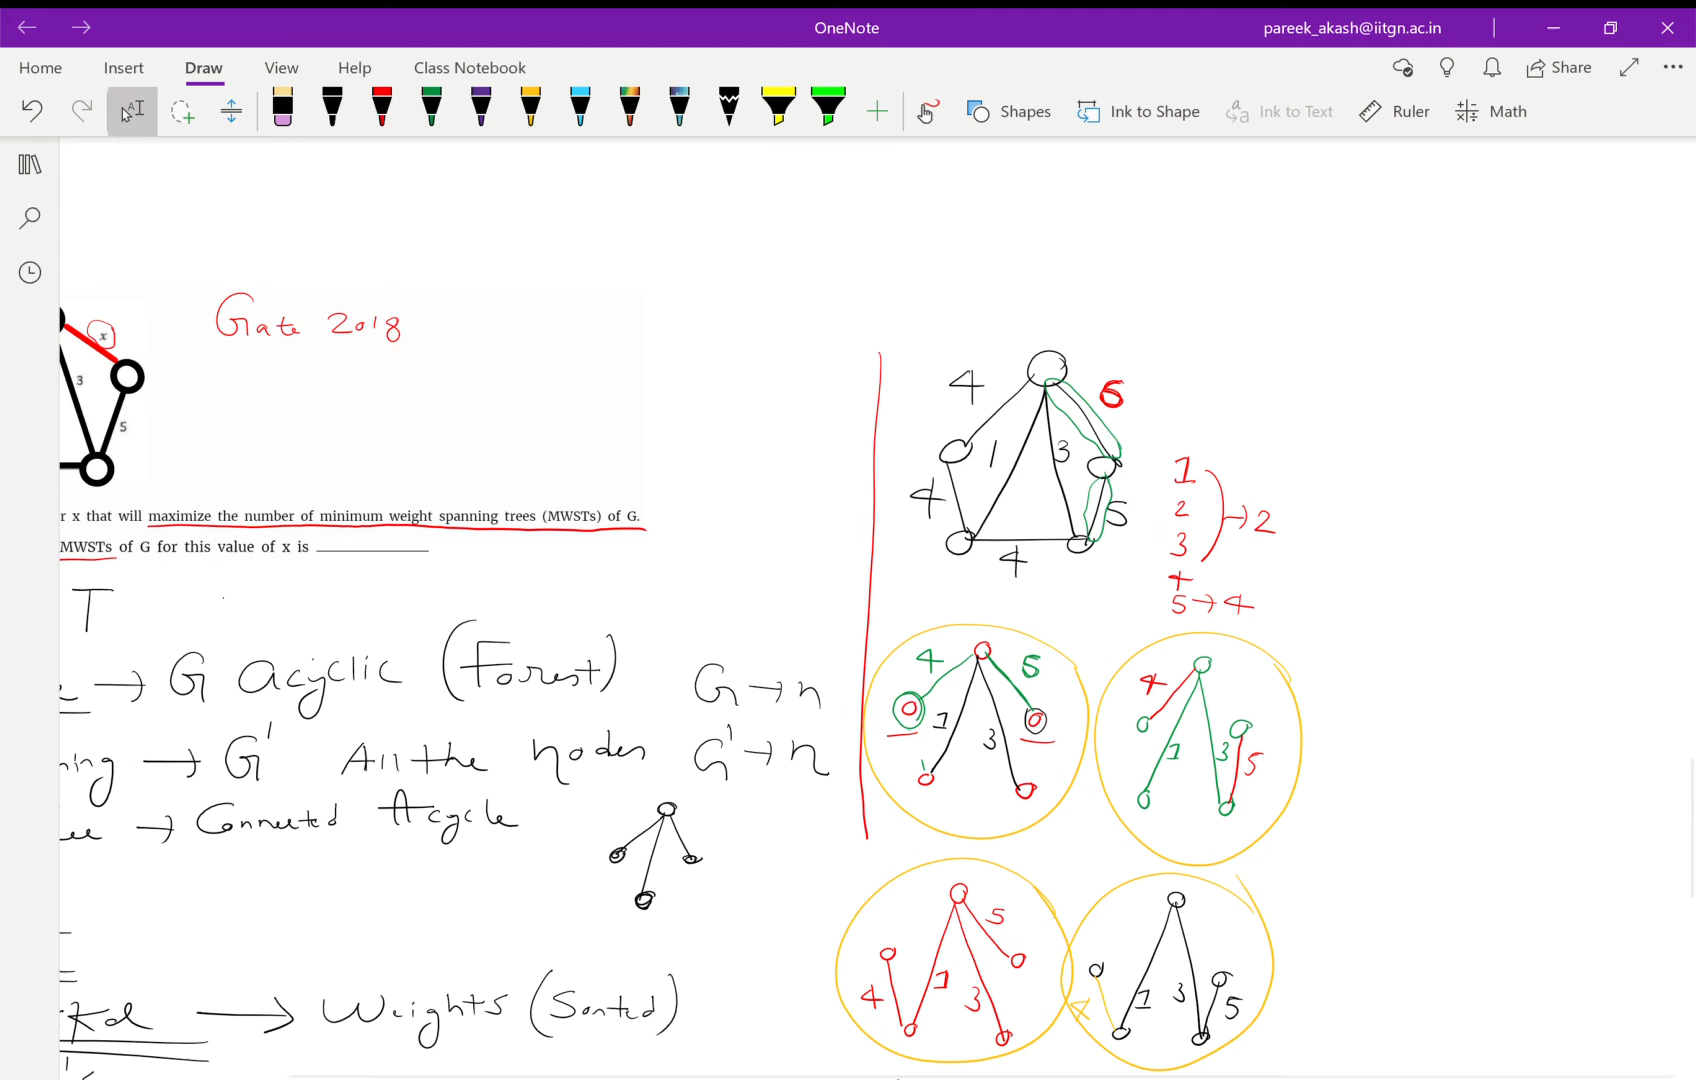 OneNote
pareek_akash@iitgn.ac.in
Home Insert Draw View Help Class Notebook
Share
Shapes Ink to Shape Ink to Text Ruler Math
Gate 2018
x
3
5
r x that will maximize the number of minimum weight spanning trees (MWSTs) of G.
MWSTs of G for this value of x is
T
→ G Acyclic (Forest) G → n
ning → G' All the nodes G' → n
ee → Connected Acycle
→ Weights (Sorted)
4 6
1 3
4 5
4
1
2 → 2
3
+
5 → 4
4 5
1 3
4
1 3 5
5
4 1 3
1 3 5